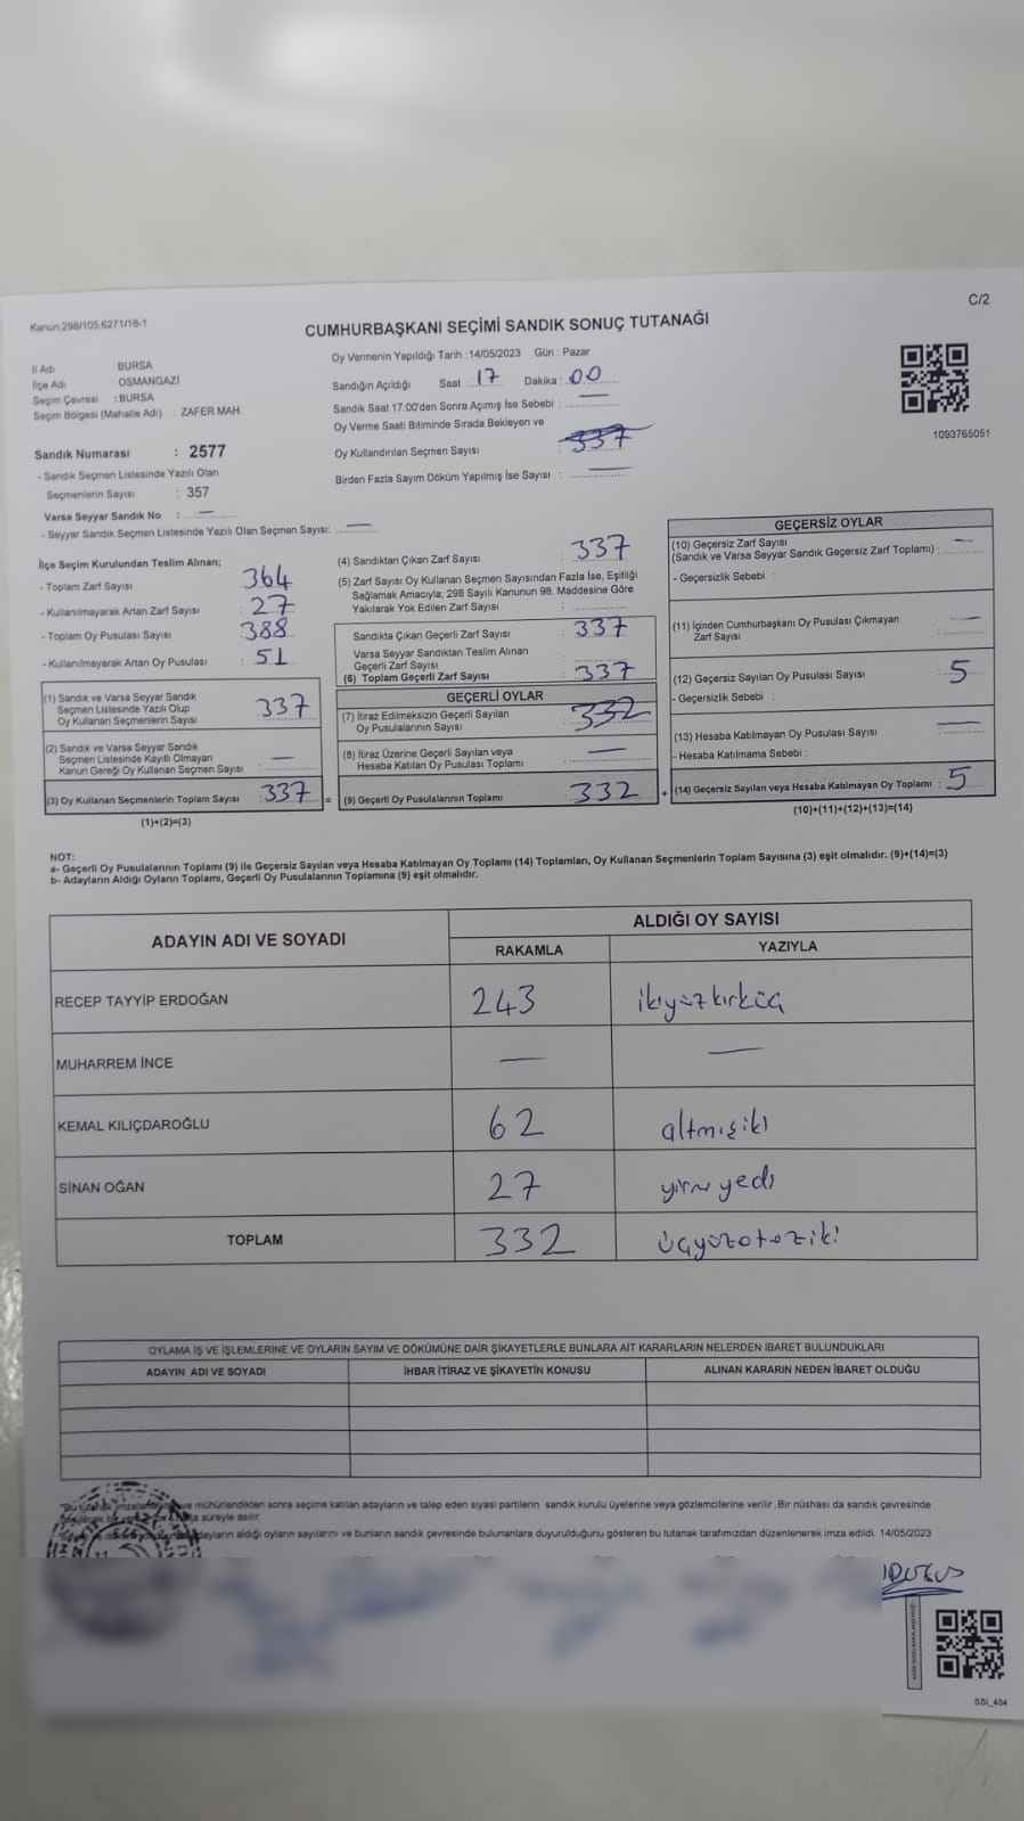 Kanun:298/105,6271/18-1
C/2
CUMHURBAŞKANI SEÇİMİ SANDIK SONUÇ TUTANAĞI
İl Adı BURSA
İlçe Adı OSMANGAZİ
Seçim Çevresi : BURSA
Seçim Bölgesi (Mahalle Adı) : ZAFER MAH.
Sandık Numarası : 2577
- Sandık Seçmen Listesinde Yazılı Olan
Seçmenlerin Sayısı : 357
Varsa Seyyar Sandık No : —
- Seyyar Sandık Seçmen Listesinde Yazılı Olan Seçmen Sayısı: —
Oy Vermenin Yapıldığı Tarih :14/05/2023 Gün : Pazar
Sandığın Açıldığı Saat 17 Dakika : 00
Sandık Saat 17:00'den Sonra Açımış İse Sebebi : —
Oy Verme Saati Bitiminde Sırada Bekleyen ve
Oy Kullandırılan Seçmen Sayısı : 337
Birden Fazla Sayım Döküm Yapılmış İse Sayısı : —
1093765051
İlçe Seçim Kurulundan Teslim Alınan;
- Toplam Zarf Sayısı 364
- Kullanılmayarak Artan Zarf Sayısı 27
- Toplam Oy Pusulası Sayısı 388
- Kullanılmayarak Artan Oy Pusulası : 51
(1) Sandık ve Varsa Seyyar Sandık
Seçmen Listesinde Yazılı Olup
Oy Kullanan Seçmenlerin Sayısı 337
(2) Sandık ve Varsa Seyyar Sandık
Seçmen Listesinde Kayıtlı Olmayan
Kanun Gereği Oy Kullanan Seçmen Sayısı —
(3) Oy Kullanan Seçmenlerin Toplam Sayısı : 337 =
(1)+(2)=(3)
(4) Sandıktan Çıkan Zarf Sayısı : 337
(5) Zarf Sayısı Oy Kullanan Seçmen Sayısından Fazla İse, Eşitliği
Sağlamak Amacıyla, 298 Sayılı Kanunun 98. Maddesine Göre
Yakılarak Yok Edilen Zarf Sayısı :
Sandıkta Çıkan Geçerli Zarf Sayısı : 337
Varsa Seyyar Sandıktan Teslim Alınan
Geçerli Zarf Sayısı
(6) Toplam Geçerli Zarf Sayısı : 337
GEÇERLİ OYLAR
(7) İtiraz Edilmeksizin Geçerli Sayılan
Oy Pusulalarının Sayısı 332
(8) İtiraz Üzerine Geçerli Sayılan veya
Hesaba Katılan Oy Pusulası Toplamı —
(9) Geçerli Oy Pusulalarının Toplamı : 332 +
GEÇERSİZ OYLAR
(10) Geçersiz Zarf Sayısı —
(Sandık ve Varsa Seyyar Sandık Geçersiz Zarf Toplamı) :
- Geçersizlik Sebebi :
(11) İçinden Cumhurbaşkanı Oy Pusulası Çıkmayan
Zarf Sayısı : —
(12) Geçersiz Sayılan Oy Pusulası Sayısı : 5
- Geçersizlik Sebebi :
(13) Hesaba Katılmayan Oy Pusulası Sayısı : —
- Hesaba Katılmama Sebebi :
(14) Geçersiz Sayılan veya Hesaba Katılmayan Oy Toplamı : 5
(10)+(11)+(12)+(13)=(14)
NOT:
a- Geçerli Oy Pusulalarının Toplamı (9) ile Geçersiz Sayılan veya Hesaba Katılmayan Oy Toplamı (14) Toplamları, Oy Kullanan Seçmenlerin Toplam Sayısına (3) eşit olmalıdır. (9)+(14)=(3)
b- Adayların Aldığı Oyların Toplamı, Geçerli Oy Pusulalarının Toplamına (9) eşit olmalıdır.
ADAYIN ADI VE SOYADI
ALDIĞI OY SAYISI
RAKAMLA YAZIYLA
RECEP TAYYİP ERDOĞAN 243 ikiyüzkırküç
MUHARREM İNCE — —
KEMAL KILIÇDAROĞLU 62 altmışiki
SİNAN OĞAN 27 yirmi yedi
TOPLAM 332 üçyüzotuziki
OYLAMA İŞ VE İŞLEMLERİNE VE OYLARIN SAYIM VE DÖKÜMÜNE DAİR ŞİKAYETLERLE BUNLARA AİT KARARLARIN NELERDEN İBARET BULUNDUKLARI
ADAYIN ADI VE SOYADI İHBAR İTİRAZ VE ŞİKAYETİN KONUSU ALINAN KARARIN NEDEN İBARET OLDUĞU
"Bu tutanak ve mühürlendikten sonra seçime katılan adayların ve talep eden siyasi partilerin sandık kurulu üyelerine veya gözlemcilerine verilir. Bir nüshası da sandık çevresinde
süreyle asılır.
adayların aldığı oyların sayılarını ve bunların sandık çevresinde bulunanlara duyurulduğunu gösteren bu tutanak tarafımızdan düzenlenerek imza edildi. 14/05/2023